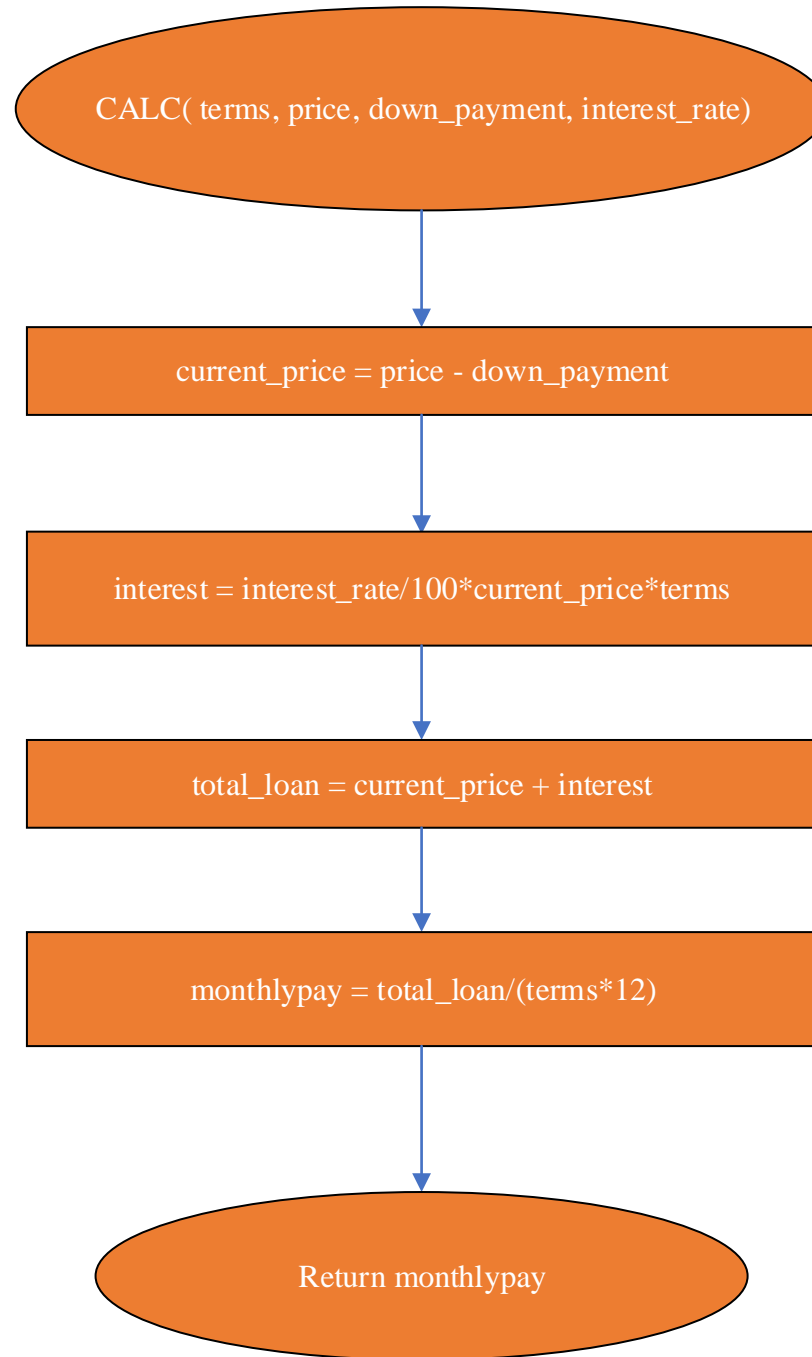 CALC( terms, price, down_payment, interest_rate)
current_price = price - down_payment
interest = interest_rate/100*current_price*terms
total_loan = current_price + interest
monthlypay = total_loan/(terms*12)
Return monthlypay